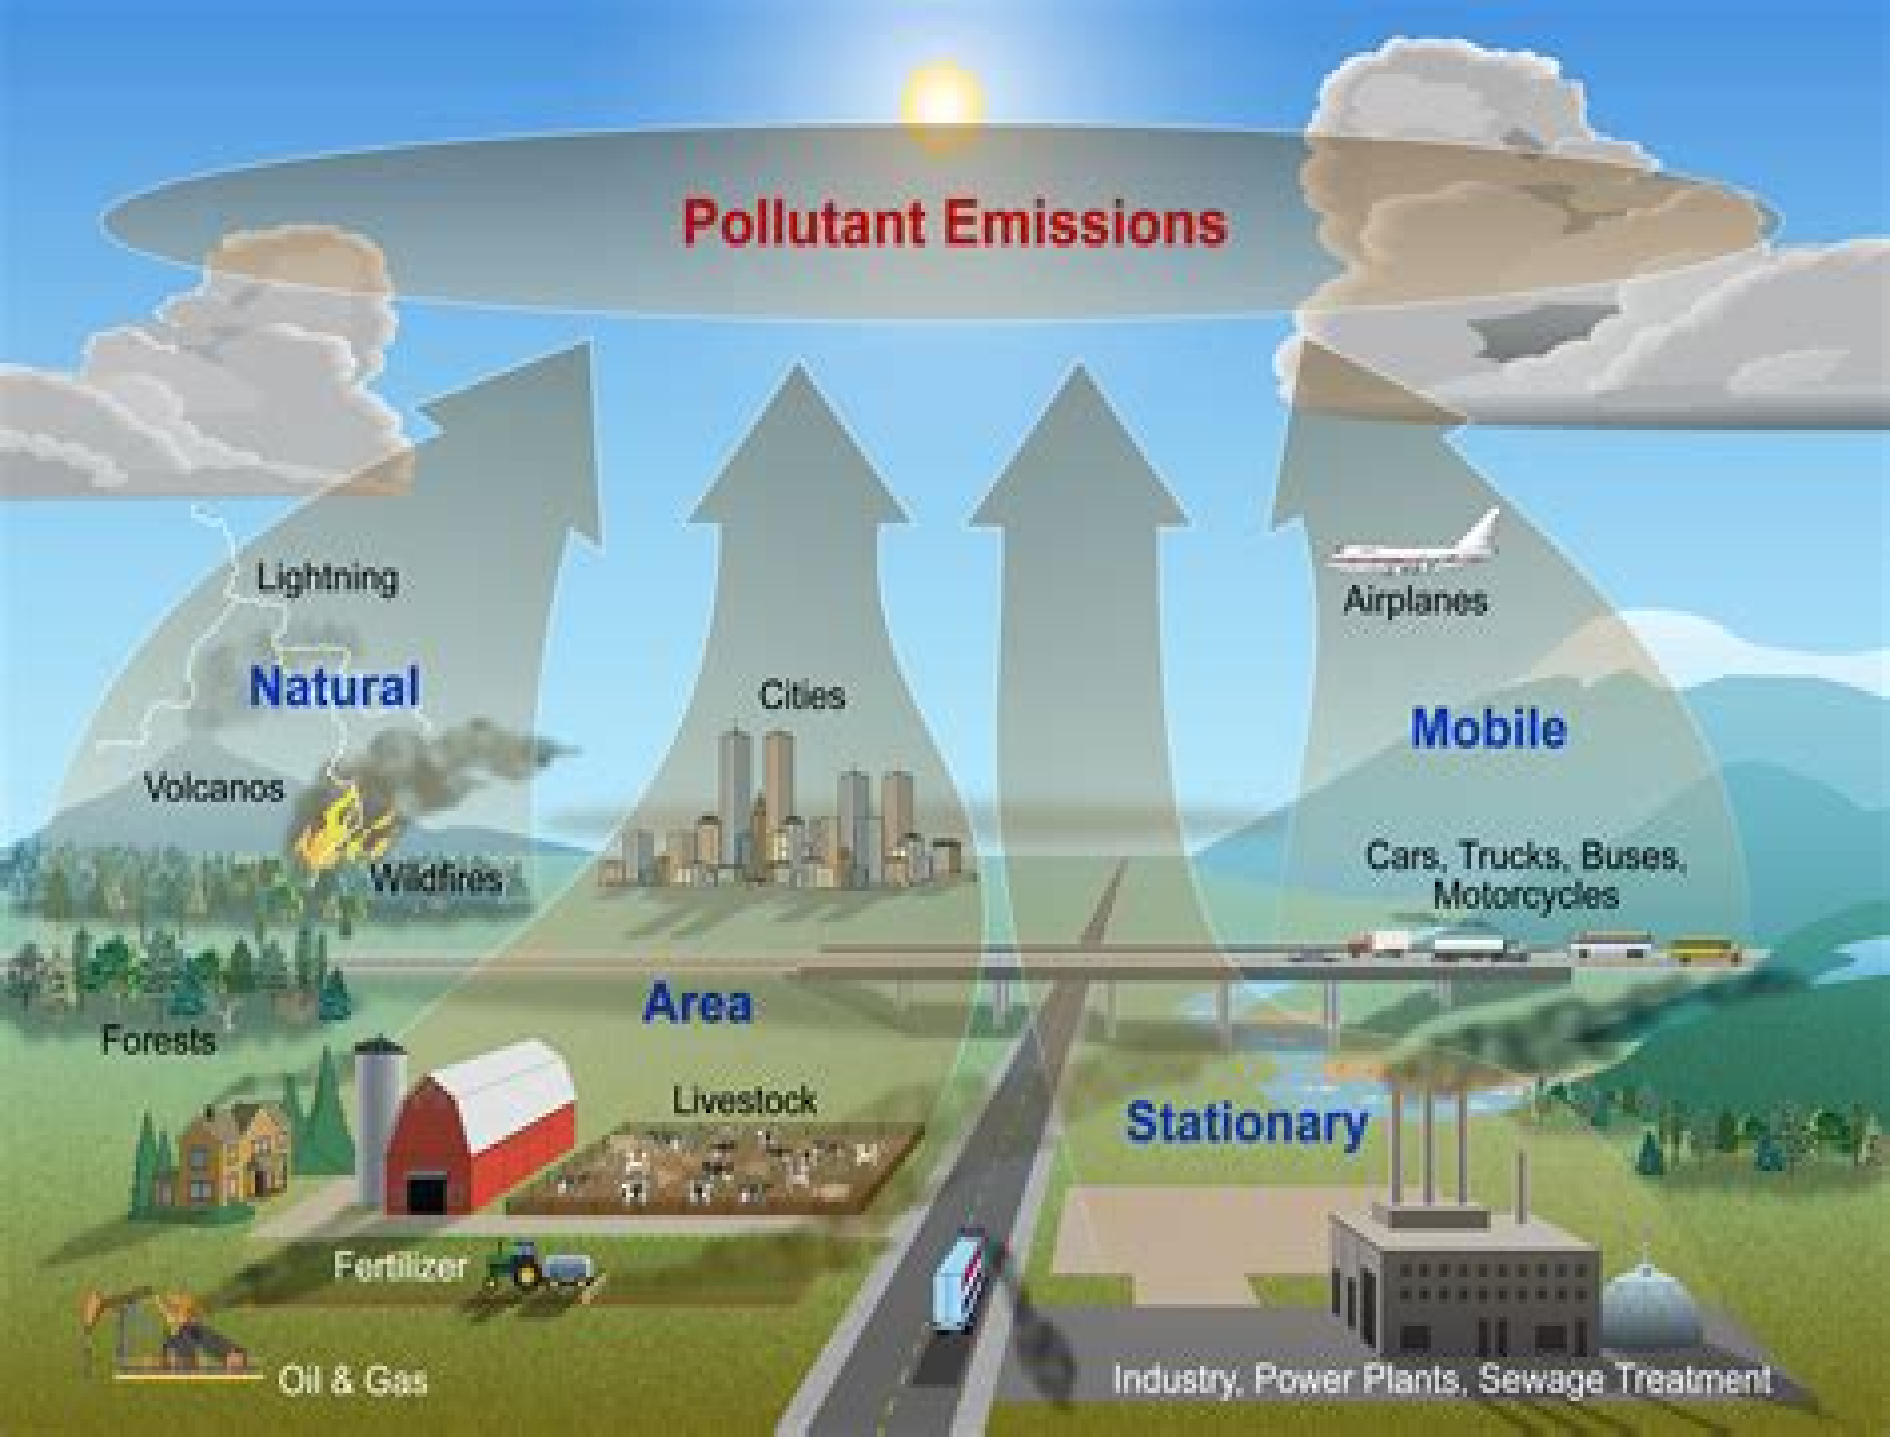 Pollutant Emissions
Lightning
Natural
Volcanos
Wildfires
Forests
Cities
Area
Livestock
Fertilizer
Oil & Gas
Airplanes
Mobile
Cars, Trucks, Buses,
Motorcycles
Stationary
Industry, Power Plants, Sewage Treatment